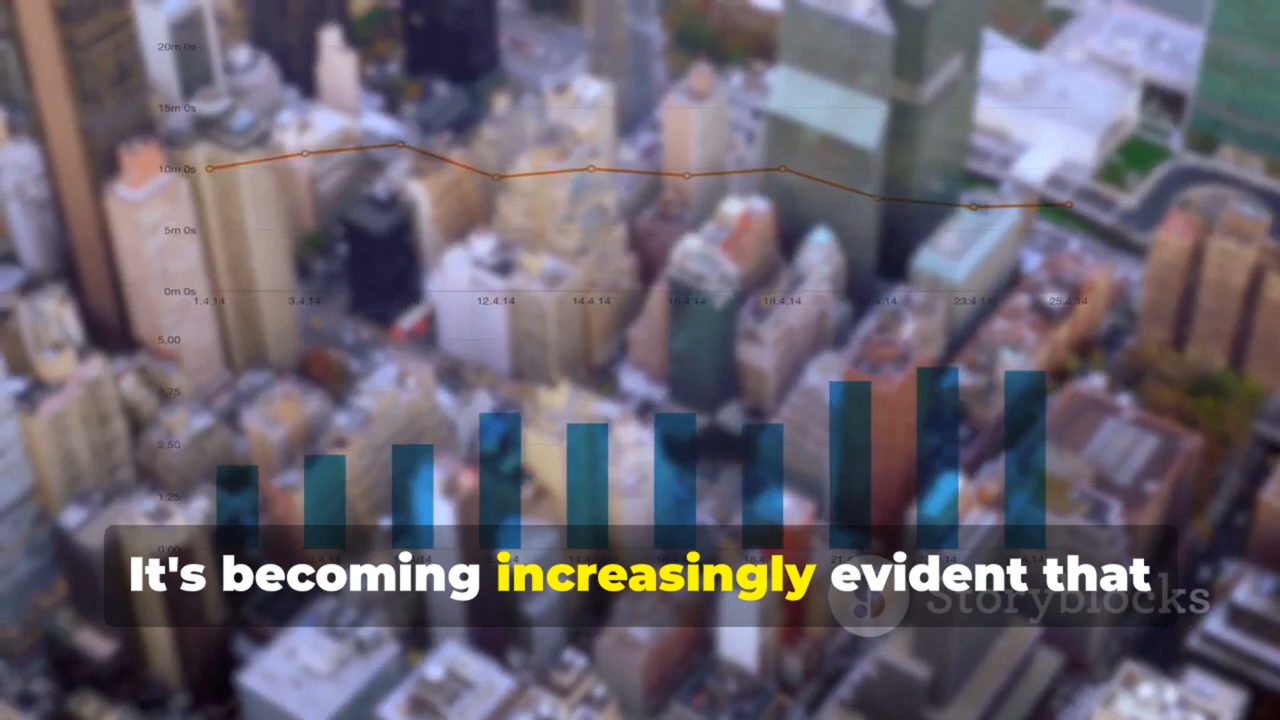 20m 0s
15m 0s
10m 0s
5m 0s
0m 0s
1.4.14 3.4.14 12.4.14 14.4.14 16.4.14 18.4.14 23.4.14 25.4.14
5.00
3.75
2.50
1.25
0.00
It's becoming increasingly evident that
Storyblocks